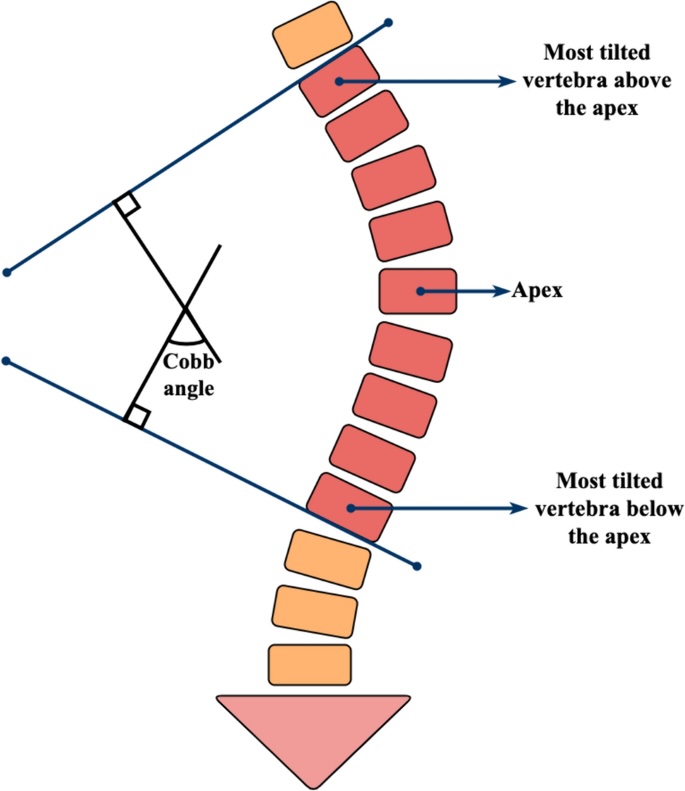 Most tilted
vertebra above
the apex
Apex
Cobb
angle
Most tilted
vertebra below
the apex